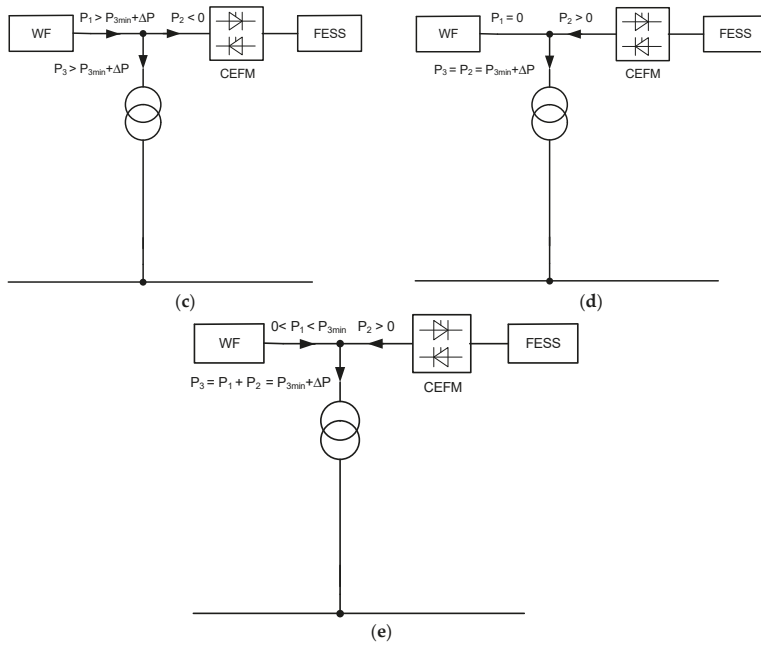 P₁ > P₃min+ΔP P₂ < 0
WF
FESS
P₃ > P₃min+ΔP
CEFM
(c)
P₁ = 0 P₂ > 0
WF
FESS
P₃ = P₂ = P₃min+ΔP
CEFM
(d)
0< P₁ < P₃min P₂ > 0
WF
FESS
P₃ = P₁ + P₂ = P₃min+ΔP
CEFM
(e)